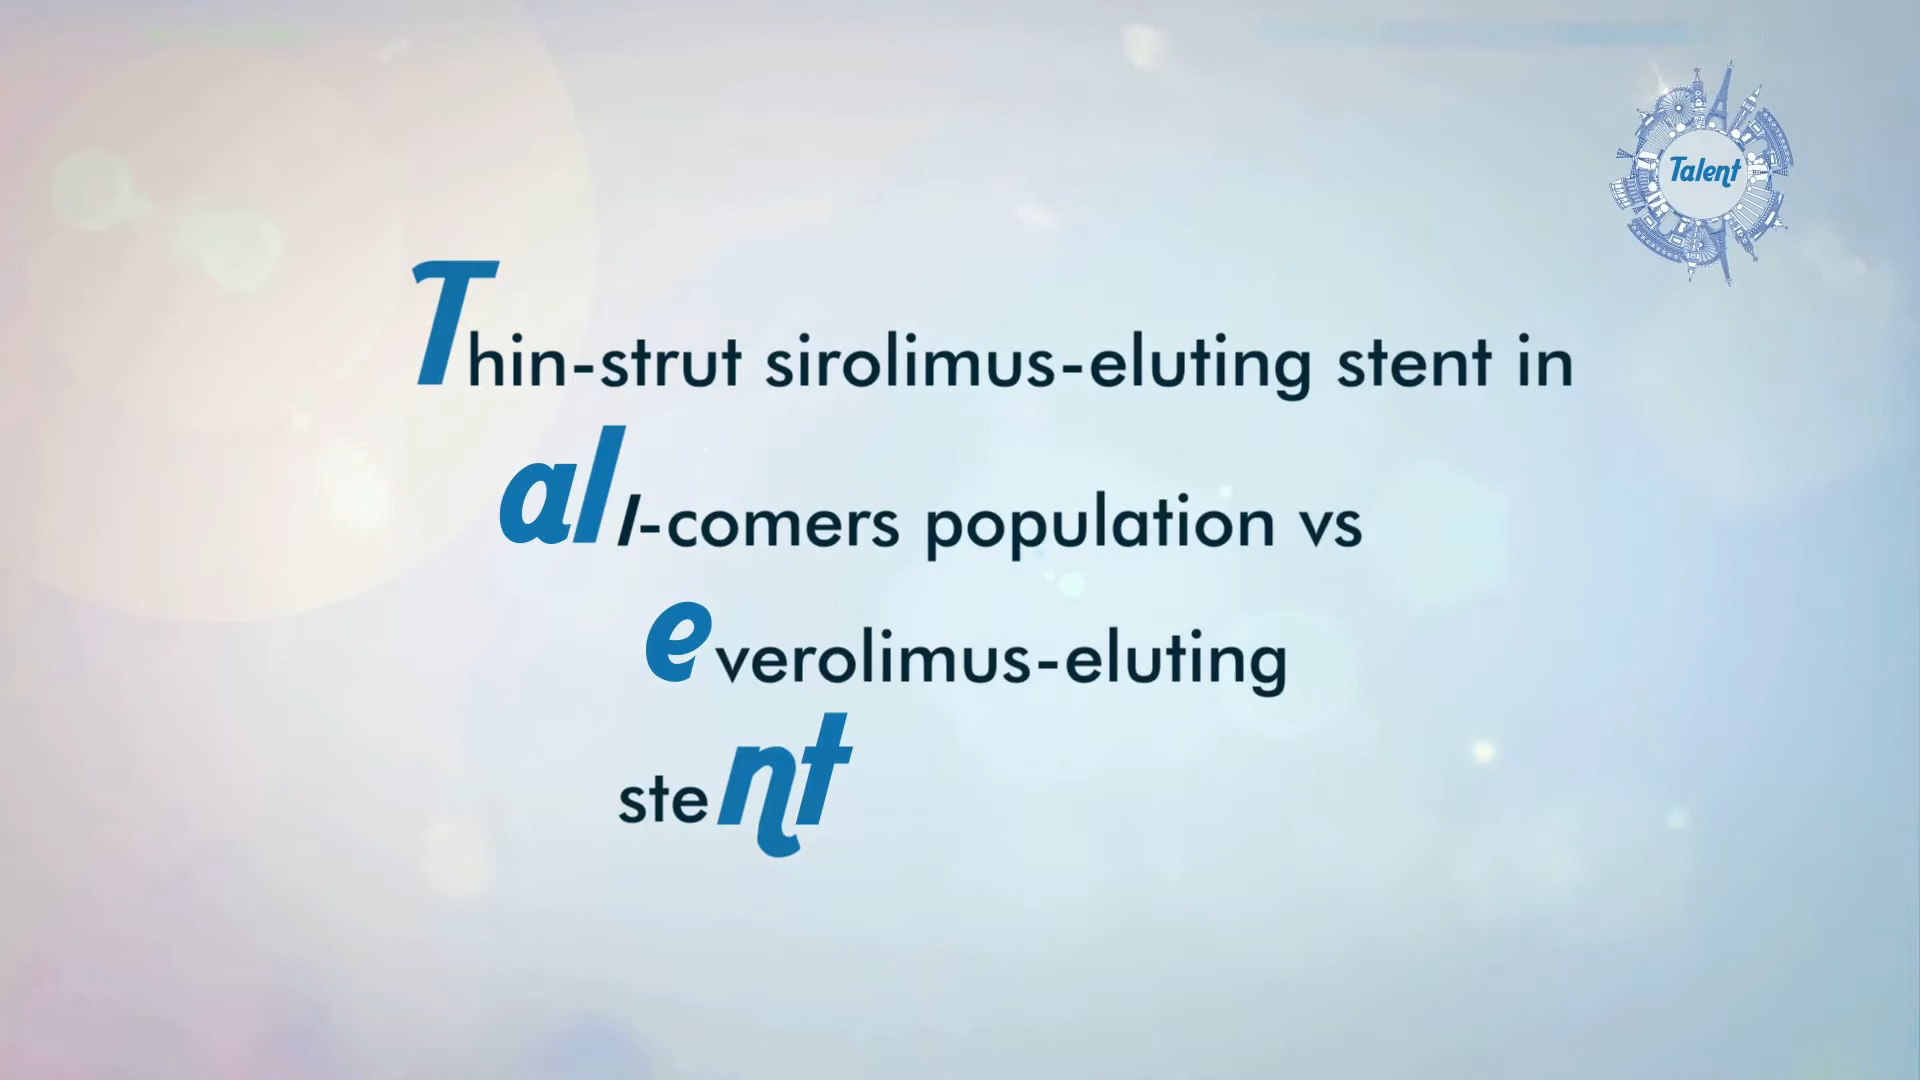 Talent
Thin-strut sirolimus-eluting stent in
all-comers population vs
everolimus-eluting
stent